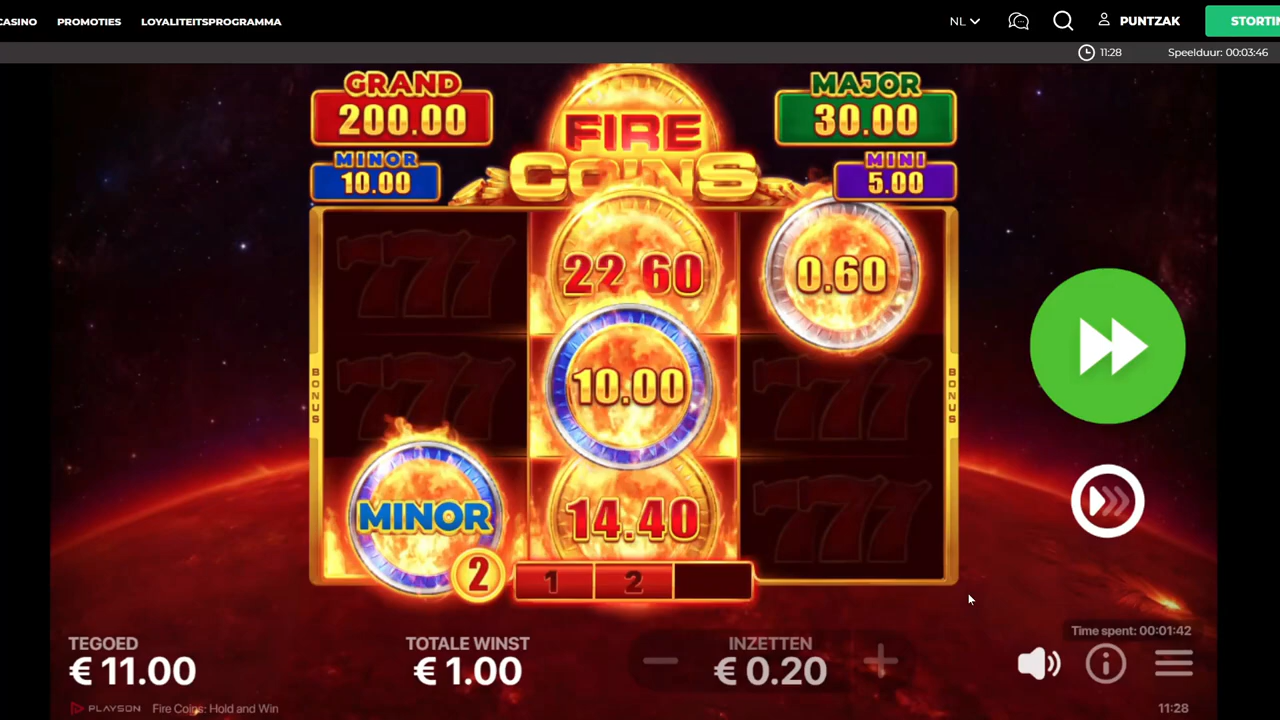 CASINO PROMOTIES LOYALITEITSPROGRAMMA NL PUNTZAK
11:28 Speelduur: 00:03:46
GRAND
200.00
MINOR
10.00
FIRE
COINS
MAJOR
30.00
MINI
5.00
22 60
0.60
10.00
BONUS
BONUS
MINOR
2
14.40
1 2
Time spent: 00:01:42
TEGOED
€ 11.00
TOTALE WINST
€ 1.00
INZETTEN
€ 0.20
PLAYSON Fire Coins: Hold and Win
11:28